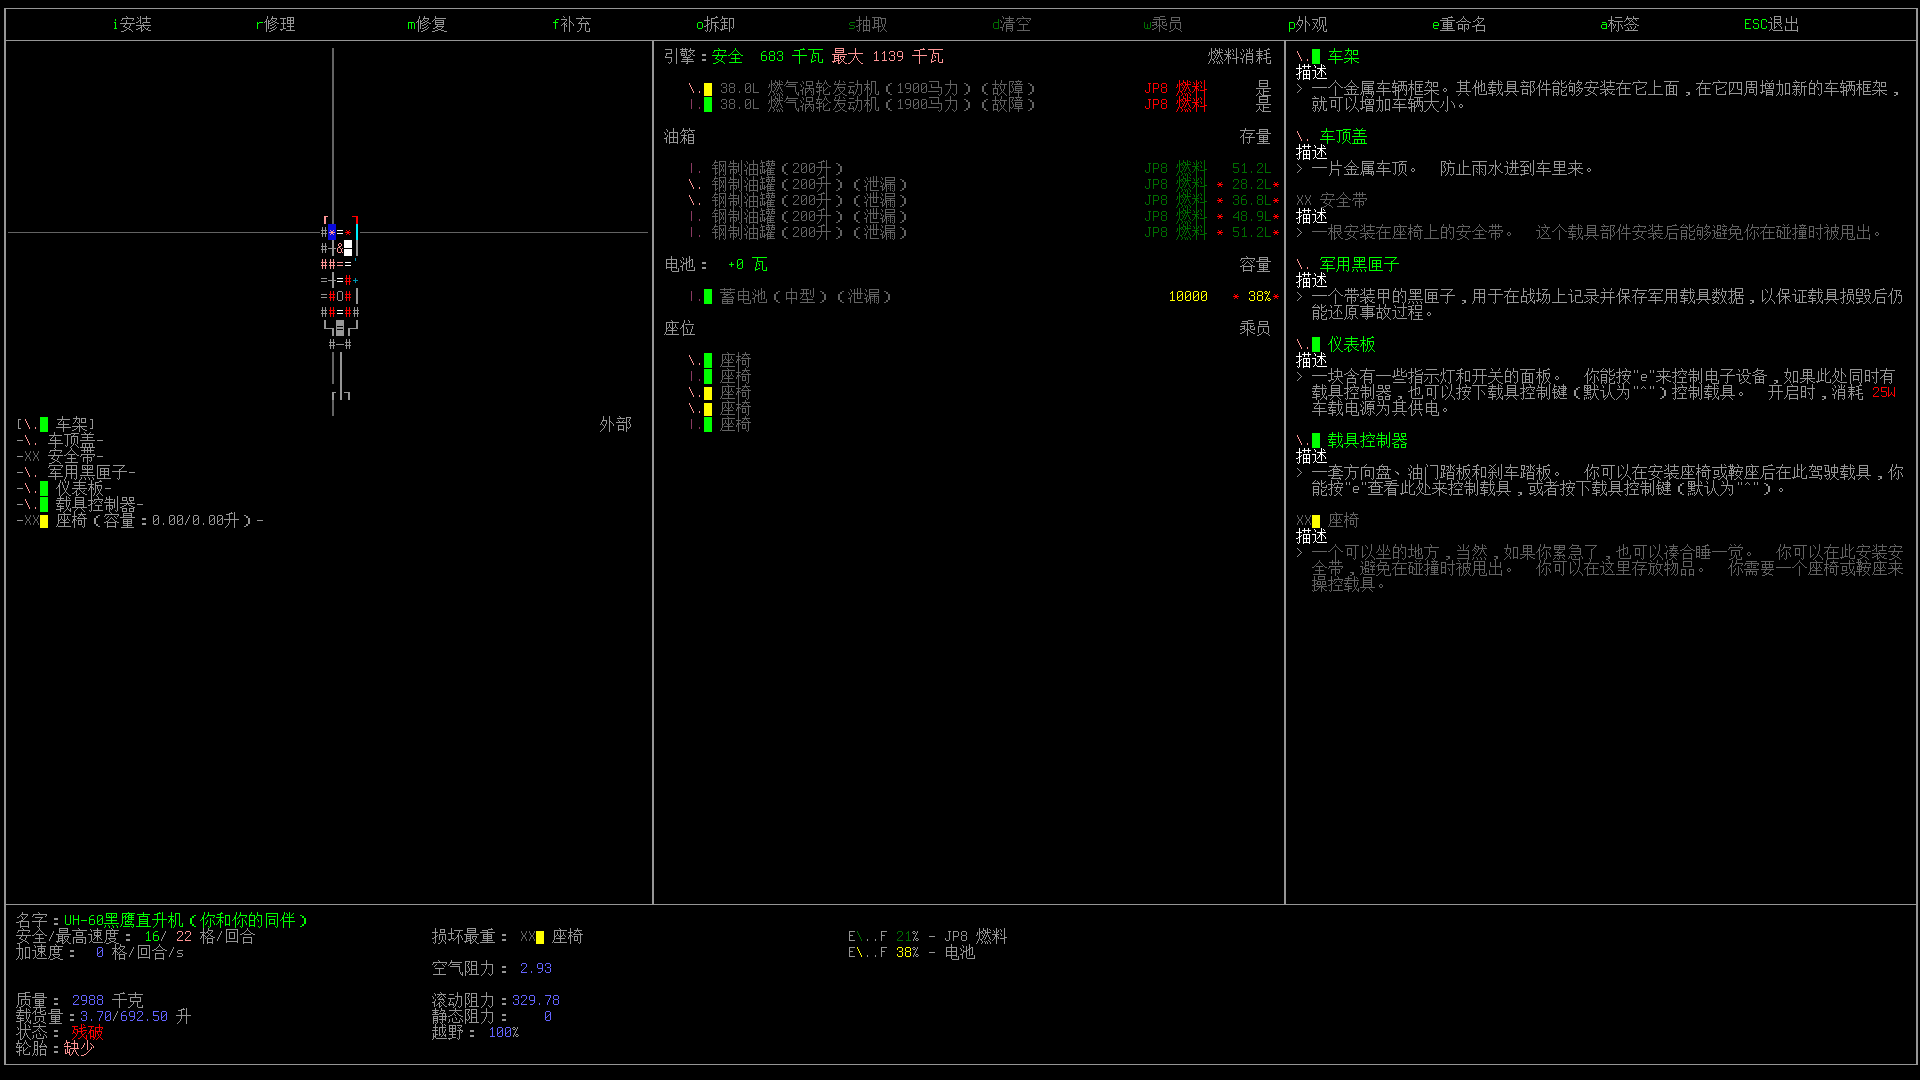 i安装 r修理 m修复 f补充 o拆卸 s抽取 d清空 w乘员 p外观 e重命名 a标签 ESC退出
[\. 车架] 外部
-\. 车顶盖-
-XX 安全带-
-\. 军用黑匣子-
-\. 仪表板-
-\. 载具控制器-
-XX 座椅(容量:0.00/0.00升)-
引擎:安全 683 千瓦 最大 1139 千瓦 燃料消耗
\. 38.0L 燃气涡轮发动机(1900马力)(故障) JP8 燃料 是
|. 38.0L 燃气涡轮发动机(1900马力)(故障) JP8 燃料 是
油箱 存量
|. 钢制油罐(200升) JP8 燃料 51.2L
\. 钢制油罐(200升)(泄漏) JP8 燃料 * 28.2L*
\. 钢制油罐(200升)(泄漏) JP8 燃料 * 36.8L*
|. 钢制油罐(200升)(泄漏) JP8 燃料 * 48.9L*
|. 钢制油罐(200升)(泄漏) JP8 燃料 * 51.2L*
电池: +0 瓦 容量
|. 蓄电池(中型)(泄漏) 10000 * 38%*
座位 乘员
\. 座椅
|. 座椅
\. 座椅
\. 座椅
|. 座椅
\. 车架
描述
> 一个金属车辆框架。其他载具部件能够安装在它上面,在它四周增加新的车辆框架,
就可以增加车辆大小。
\. 车顶盖
描述
> 一片金属车顶。 防止雨水进到车里来。
XX 安全带
描述
> 一根安装在座椅上的安全带。 这个载具部件安装后能够避免你在碰撞时被甩出。
\. 军用黑匣子
描述
> 一个带装甲的黑匣子,用于在战场上记录并保存军用载具数据,以保证载具损毁后仍
能还原事故过程。
\. 仪表板
描述
> 一块含有一些指示灯和开关的面板。 你能按"e"来控制电子设备,如果此处同时有
载具控制器,也可以按下载具控制键(默认为"^")控制载具。 开启时,消耗 25W
车载电源为其供电。
\. 载具控制器
描述
> 一套方向盘、油门踏板和刹车踏板。 你可以在安装座椅或鞍座后在此驾驶载具,你
能按"e"查看此处来控制载具,或者按下载具控制键(默认为"^")。
XX 座椅
描述
> 一个可以坐的地方,当然,如果你累急了,也可以凑合睡一觉。 你可以在此安装安
全带,避免在碰撞时被甩出。 你可以在这里存放物品。 你需要一个座椅或鞍座来
操控载具。
名字:UH-60黑鹰直升机(你和你的同伴)
安全/最高速度: 16/ 22 格/回合 损坏最重: XX 座椅 E\..F 21% - JP8 燃料
加速度: 0 格/回合/s E\..F 38% - 电池
空气阻力: 2.93
质量: 2988 千克 滚动阻力:329.78
载货量:3.70/692.50 升 静态阻力: 0
状态: 残破 越野: 100%
轮胎:缺少